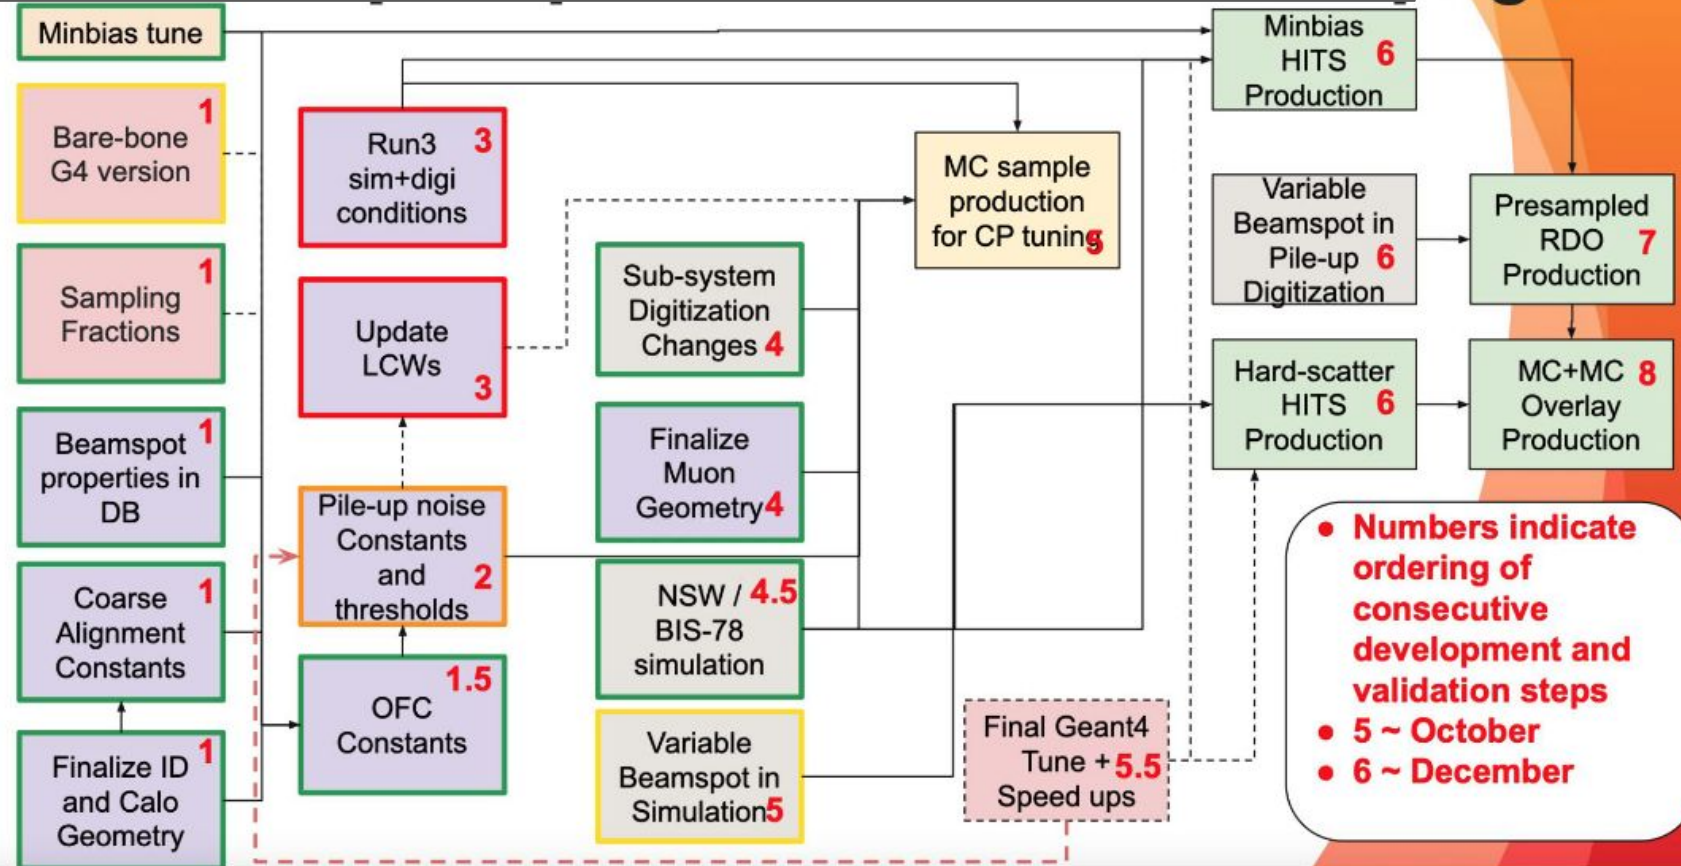 Minbias tune
Bare-bone
G4 version
1
Sampling
Fractions
1
Beamspot
properties in
DB
1
Coarse
Alignment
Constants
1
Finalize ID
and Calo
Geometry
1
Run3
sim+digi
conditions
3
Update
LCWs
3
Pile-up noise
Constants
and
thresholds
2
OFC
Constants
1.5
Sub-system
Digitization
Changes 4
Finalize
Muon
Geometry4
NSW / 4.5
BIS-78
simulation
Variable
Beamspot in
Simulation5
MC sample
production
for CP tuning
5
Final Geant4
Tune + 5.5
Speed ups
Minbias
HITS 6
Production
Variable
Beamspot in
Pile-up 6
Digitization
Hard-scatter
HITS 6
Production
Presampled
RDO 7
Production
MC+MC 8
Overlay
Production
• Numbers indicate
ordering of
consecutive
development and
validation steps
• 5 ~ October
• 6 ~ December